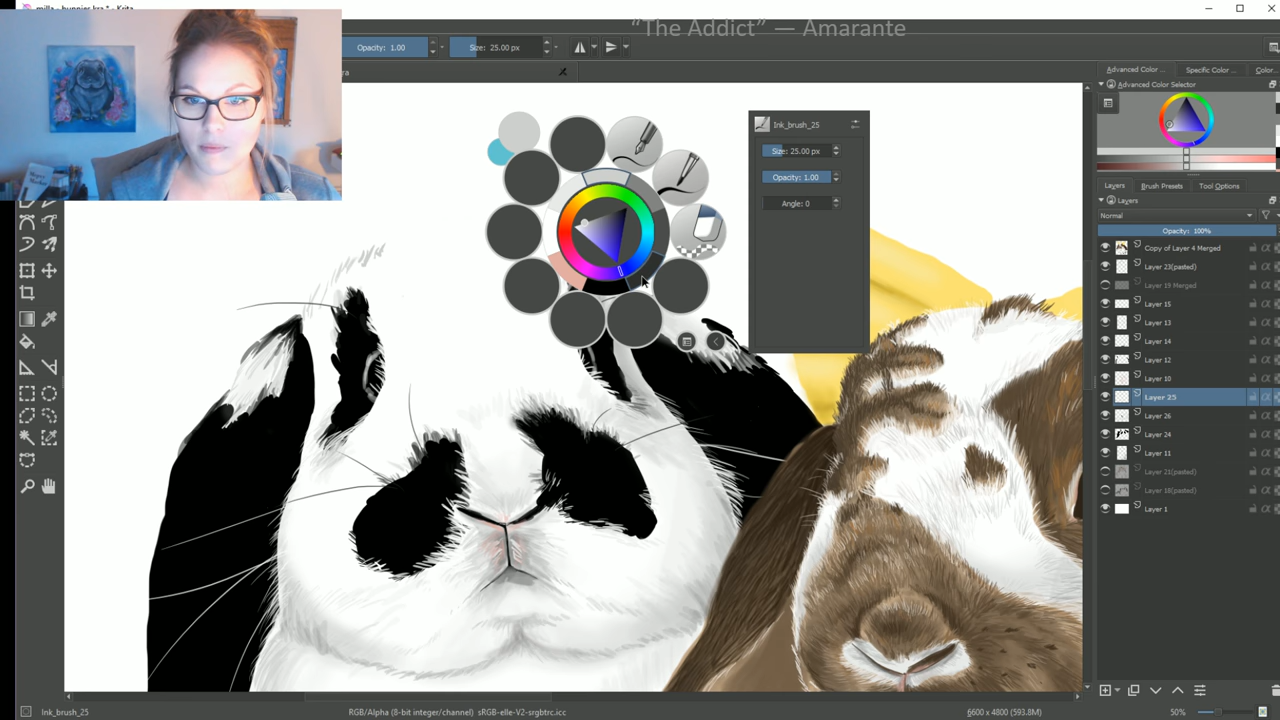 milla - bunnies.kra * - Krita
"The Addict" — Amarante
Opacity: 1.00
Size: 25.00 px
ra
Advanced Color ...
Specific Color ...
Color...
Advanced Color Selector
Ink_brush_25
Size: 25.00 px
Opacity: 1.00
Angle: 0
Layers
Brush Presets
Tool Options
Layers
Normal
Opacity: 100%
Copy of Layer 4 Merged
Layer 23(pasted)
Layer 19 Merged
Layer 15
Layer 13
Layer 14
Layer 12
Layer 10
Layer 25
Layer 26
Layer 24
Layer 11
Layer 21(pasted)
Layer 18(pasted)
Layer 1
Ink_brush_25
RGB/Alpha (8-bit integer/channel) sRGB-elle-V2-srgbtrc.icc
6600 x 4800 (593.8M)
50%